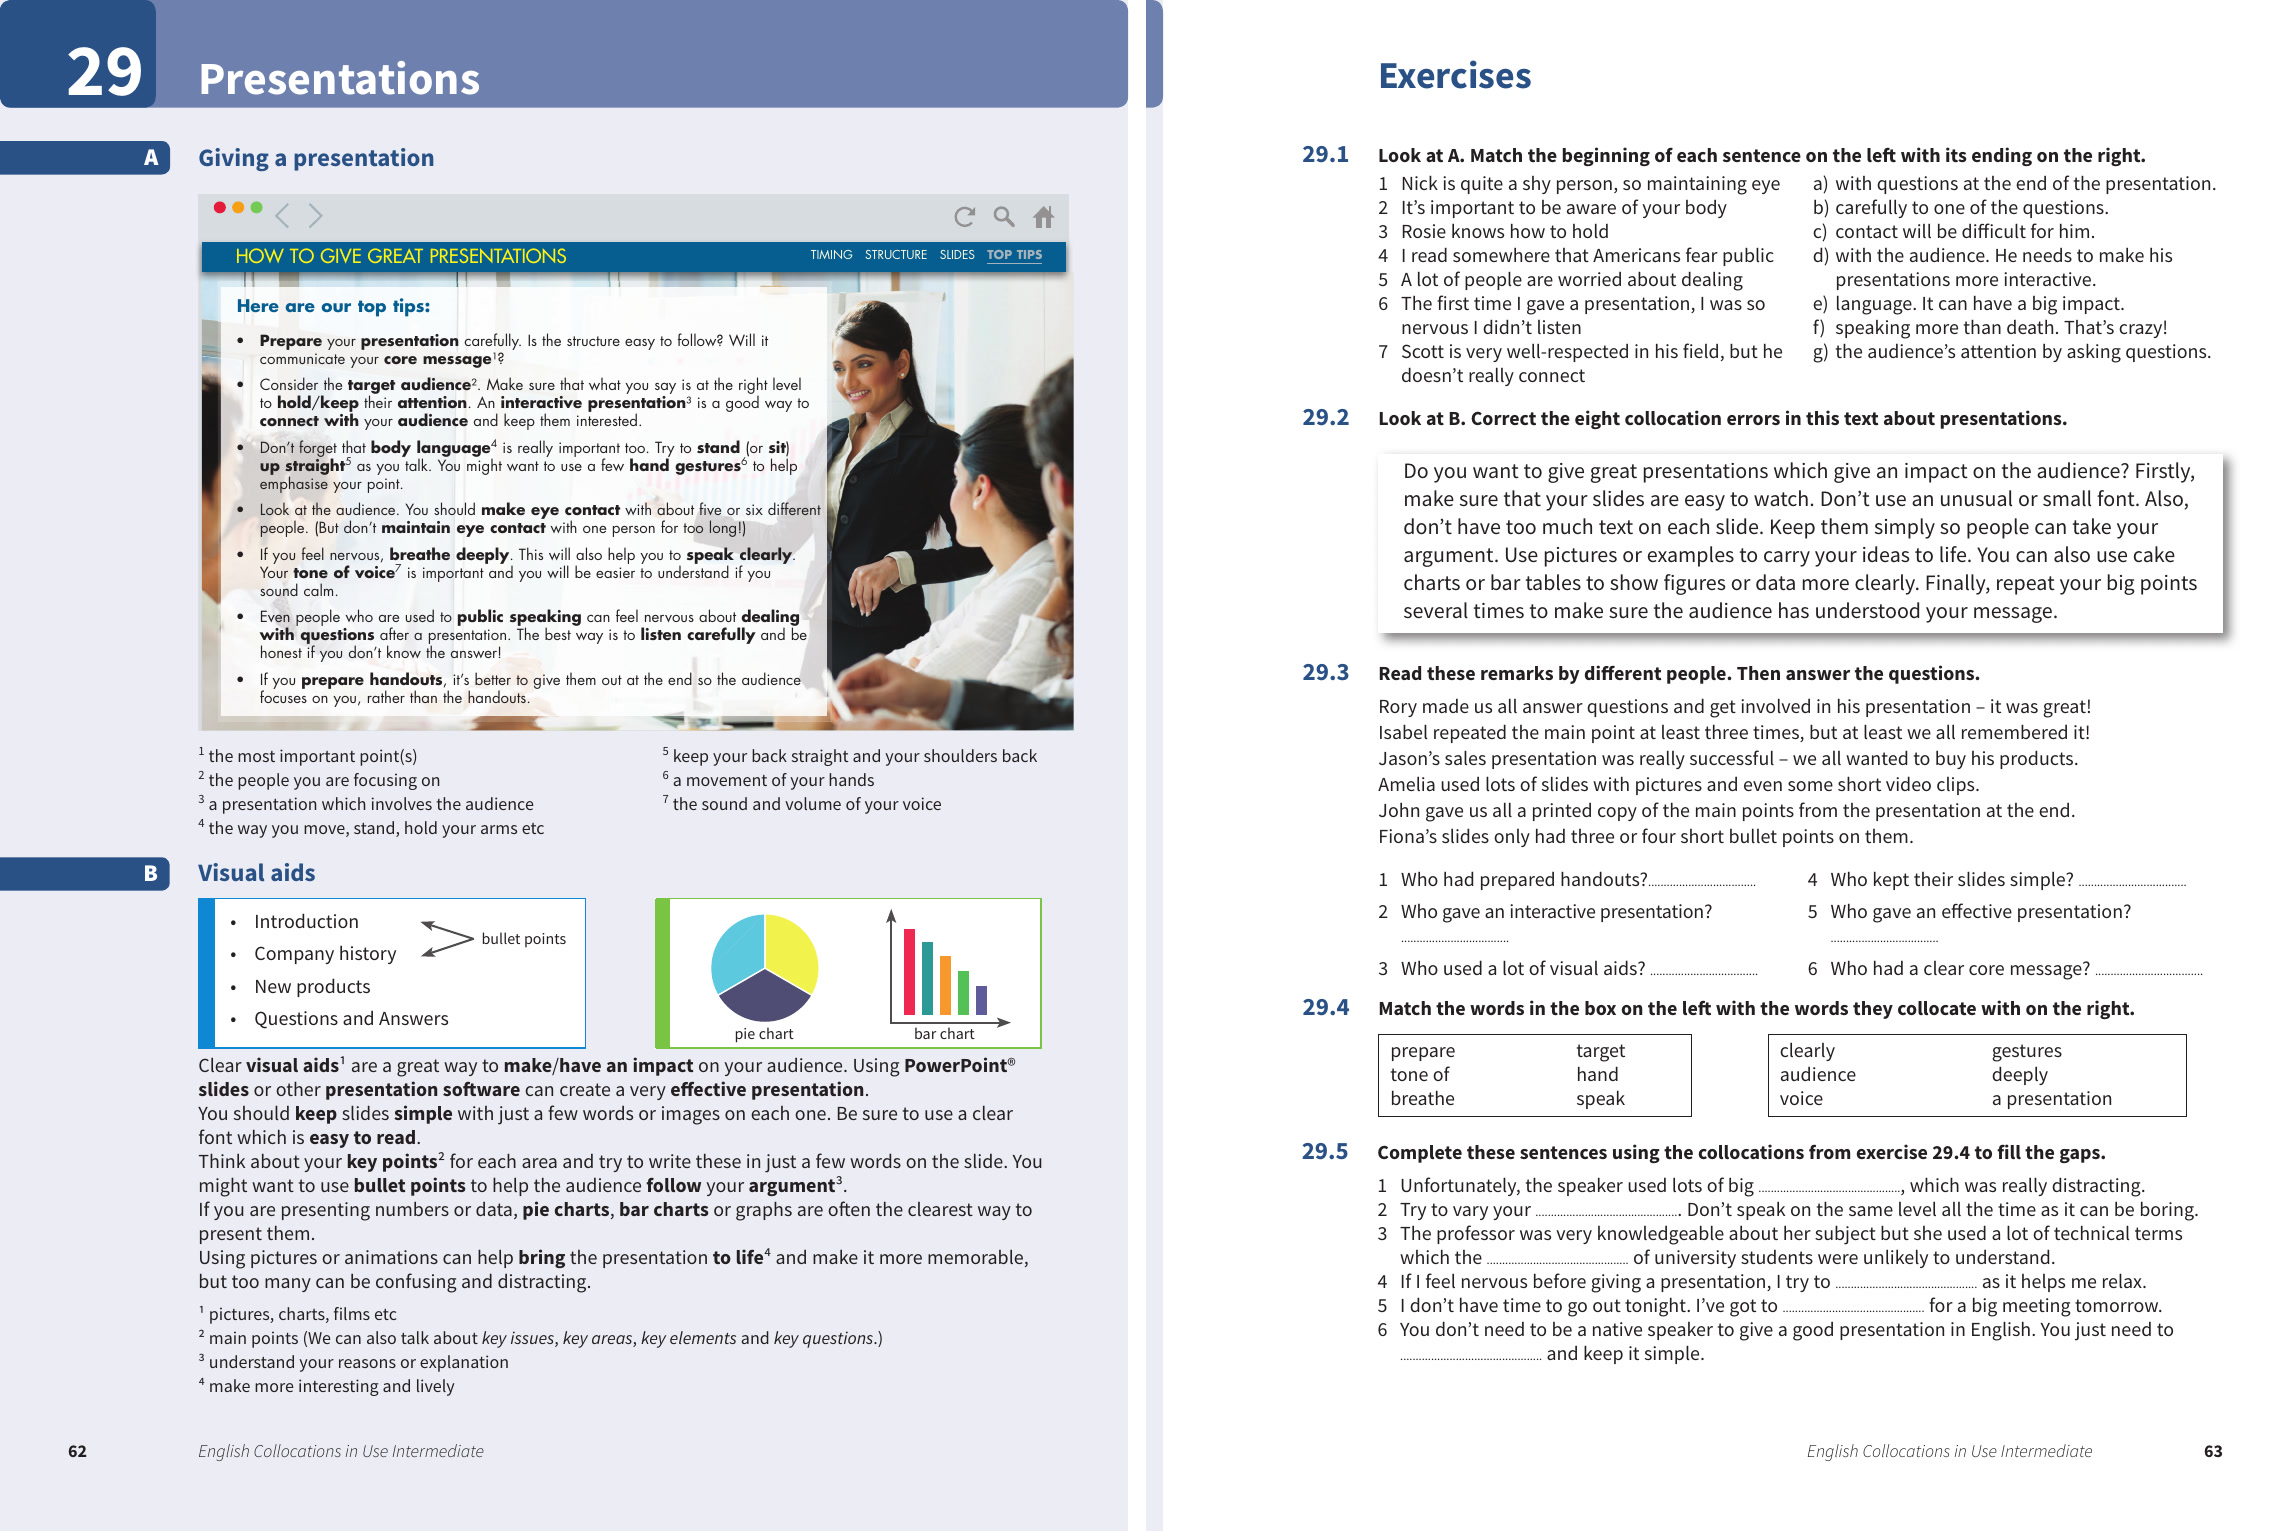 29
Presentations
A
Giving a presentation
HOW TO GIVE GREAT PRESENTATIONS
TIMING STRUCTURE SLIDES TOP TIPS
Here are our top tips:
• Prepare your presentation carefully. Is the structure easy to follow? Will it
communicate your core message¹?
• Consider the target audience². Make sure that what you say is at the right level
to hold/keep their attention. An interactive presentation³ is a good way to
connect with your audience and keep them interested.
• Don't forget that body language⁴ is really important too. Try to stand (or sit)
up straight⁵ as you talk. You might want to use a few hand gestures⁶ to help
emphasise your point.
• Look at the audience. You should make eye contact with about five or six different
people. (But don't maintain eye contact with one person for too long!)
• If you feel nervous, breathe deeply. This will also help you to speak clearly.
Your tone of voice⁷ is important and you will be easier to understand if you
sound calm.
• Even people who are used to public speaking can feel nervous about dealing
with questions after a presentation. The best way is to listen carefully and be
honest if you don't know the answer!
• If you prepare handouts, it's better to give them out at the end so the audience
focuses on you, rather than the handouts.
¹ the most important point(s)
² the people you are focusing on
³ a presentation which involves the audience
⁴ the way you move, stand, hold your arms etc
⁵ keep your back straight and your shoulders back
⁶ a movement of your hands
⁷ the sound and volume of your voice
B
Visual aids
• Introduction
• Company history
• New products
• Questions and Answers
bullet points
pie chart
bar chart
Clear visual aids¹ are a great way to make/have an impact on your audience. Using PowerPoint®
slides or other presentation software can create a very effective presentation.
You should keep slides simple with just a few words or images on each one. Be sure to use a clear
font which is easy to read.
Think about your key points² for each area and try to write these in just a few words on the slide. You
might want to use bullet points to help the audience follow your argument³.
If you are presenting numbers or data, pie charts, bar charts or graphs are often the clearest way to
present them.
Using pictures or animations can help bring the presentation to life⁴ and make it more memorable,
but too many can be confusing and distracting.
¹ pictures, charts, films etc
² main points (We can also talk about key issues, key areas, key elements and key questions.)
³ understand your reasons or explanation
⁴ make more interesting and lively
62
English Collocations in Use Intermediate
Exercises
29.1 Look at A. Match the beginning of each sentence on the left with its ending on the right.
1 Nick is quite a shy person, so maintaining eye
2 It's important to be aware of your body
3 Rosie knows how to hold
4 I read somewhere that Americans fear public
5 A lot of people are worried about dealing
6 The first time I gave a presentation, I was so
nervous I didn't listen
7 Scott is very well-respected in his field, but he
doesn't really connect
a) with questions at the end of the presentation.
b) carefully to one of the questions.
c) contact will be difficult for him.
d) with the audience. He needs to make his
presentations more interactive.
e) language. It can have a big impact.
f) speaking more than death. That's crazy!
g) the audience's attention by asking questions.
29.2 Look at B. Correct the eight collocation errors in this text about presentations.
Do you want to give great presentations which give an impact on the audience? Firstly,
make sure that your slides are easy to watch. Don't use an unusual or small font. Also,
don't have too much text on each slide. Keep them simply so people can take your
argument. Use pictures or examples to carry your ideas to life. You can also use cake
charts or bar tables to show figures or data more clearly. Finally, repeat your big points
several times to make sure the audience has understood your message.
29.3 Read these remarks by different people. Then answer the questions.
Rory made us all answer questions and get involved in his presentation – it was great!
Isabel repeated the main point at least three times, but at least we all remembered it!
Jason's sales presentation was really successful – we all wanted to buy his products.
Amelia used lots of slides with pictures and even some short video clips.
John gave us all a printed copy of the main points from the presentation at the end.
Fiona's slides only had three or four short bullet points on them.
1 Who had prepared handouts? ....................
2 Who gave an interactive presentation?
....................
3 Who used a lot of visual aids? ....................
4 Who kept their slides simple? ....................
5 Who gave an effective presentation?
....................
6 Who had a clear core message? ....................
29.4 Match the words in the box on the left with the words they collocate with on the right.
prepare target
tone of hand
breathe speak
clearly gestures
audience deeply
voice a presentation
29.5 Complete these sentences using the collocations from exercise 29.4 to fill the gaps.
1 Unfortunately, the speaker used lots of big ...................., which was really distracting.
2 Try to vary your ..................... Don't speak on the same level all the time as it can be boring.
3 The professor was very knowledgeable about her subject but she used a lot of technical terms
which the .................... of university students were unlikely to understand.
4 If I feel nervous before giving a presentation, I try to .................... as it helps me relax.
5 I don't have time to go out tonight. I've got to .................... for a big meeting tomorrow.
6 You don't need to be a native speaker to give a good presentation in English. You just need to
.................... and keep it simple.
English Collocations in Use Intermediate
63